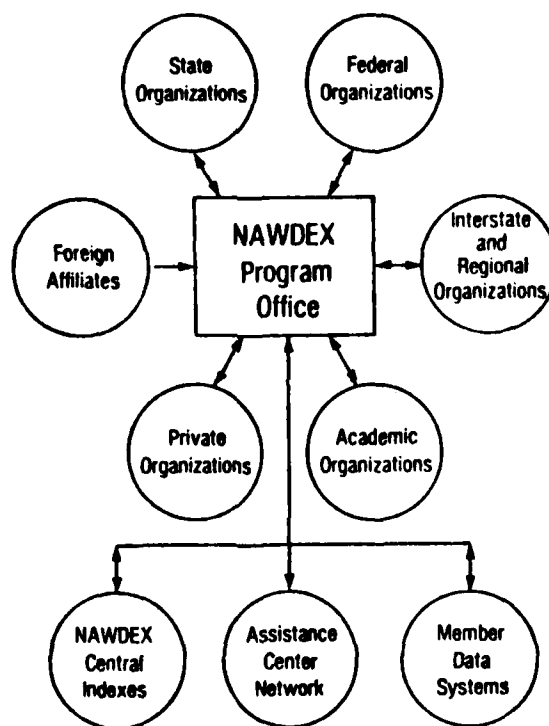 State
Organizations
Federal
Organizations
NAWDEX
Program
Office
Foreign
Affiliates
Interstate
and
Regional
Organizations
Private
Organizations
Academic
Organizations
NAWDEX
Central
Indexes
Assistance
Center
Network
Member
Data
Systems